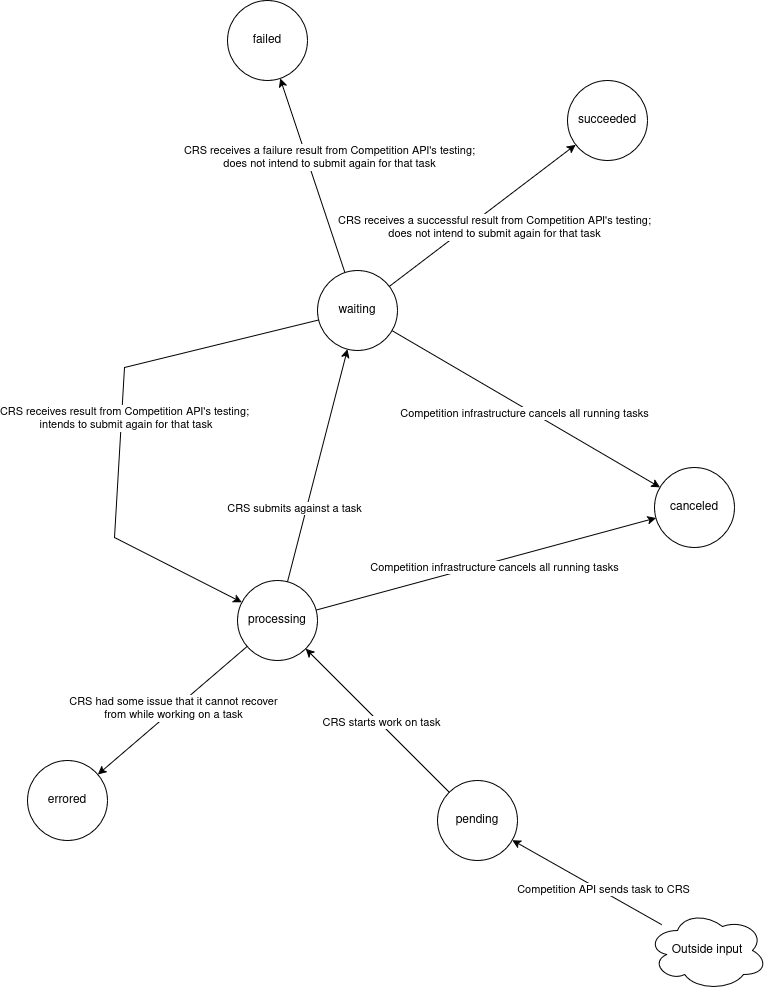 failed
succeeded
CRS receives a failure result from Competition API's testing;
does not intend to submit again for that task
CRS receives a successful result from Competition API's testing;
does not intend to submit again for that task
waiting
CRS receives result from Competition API's testing;
intends to submit again for that task
Competition infrastructure cancels all running tasks
CRS submits against a task
canceled
Competition infrastructure cancels all running tasks
processing
CRS had some issue that it cannot recover
from while working on a task
CRS starts work on task
errored
pending
Competition API sends task to CRS
Outside input